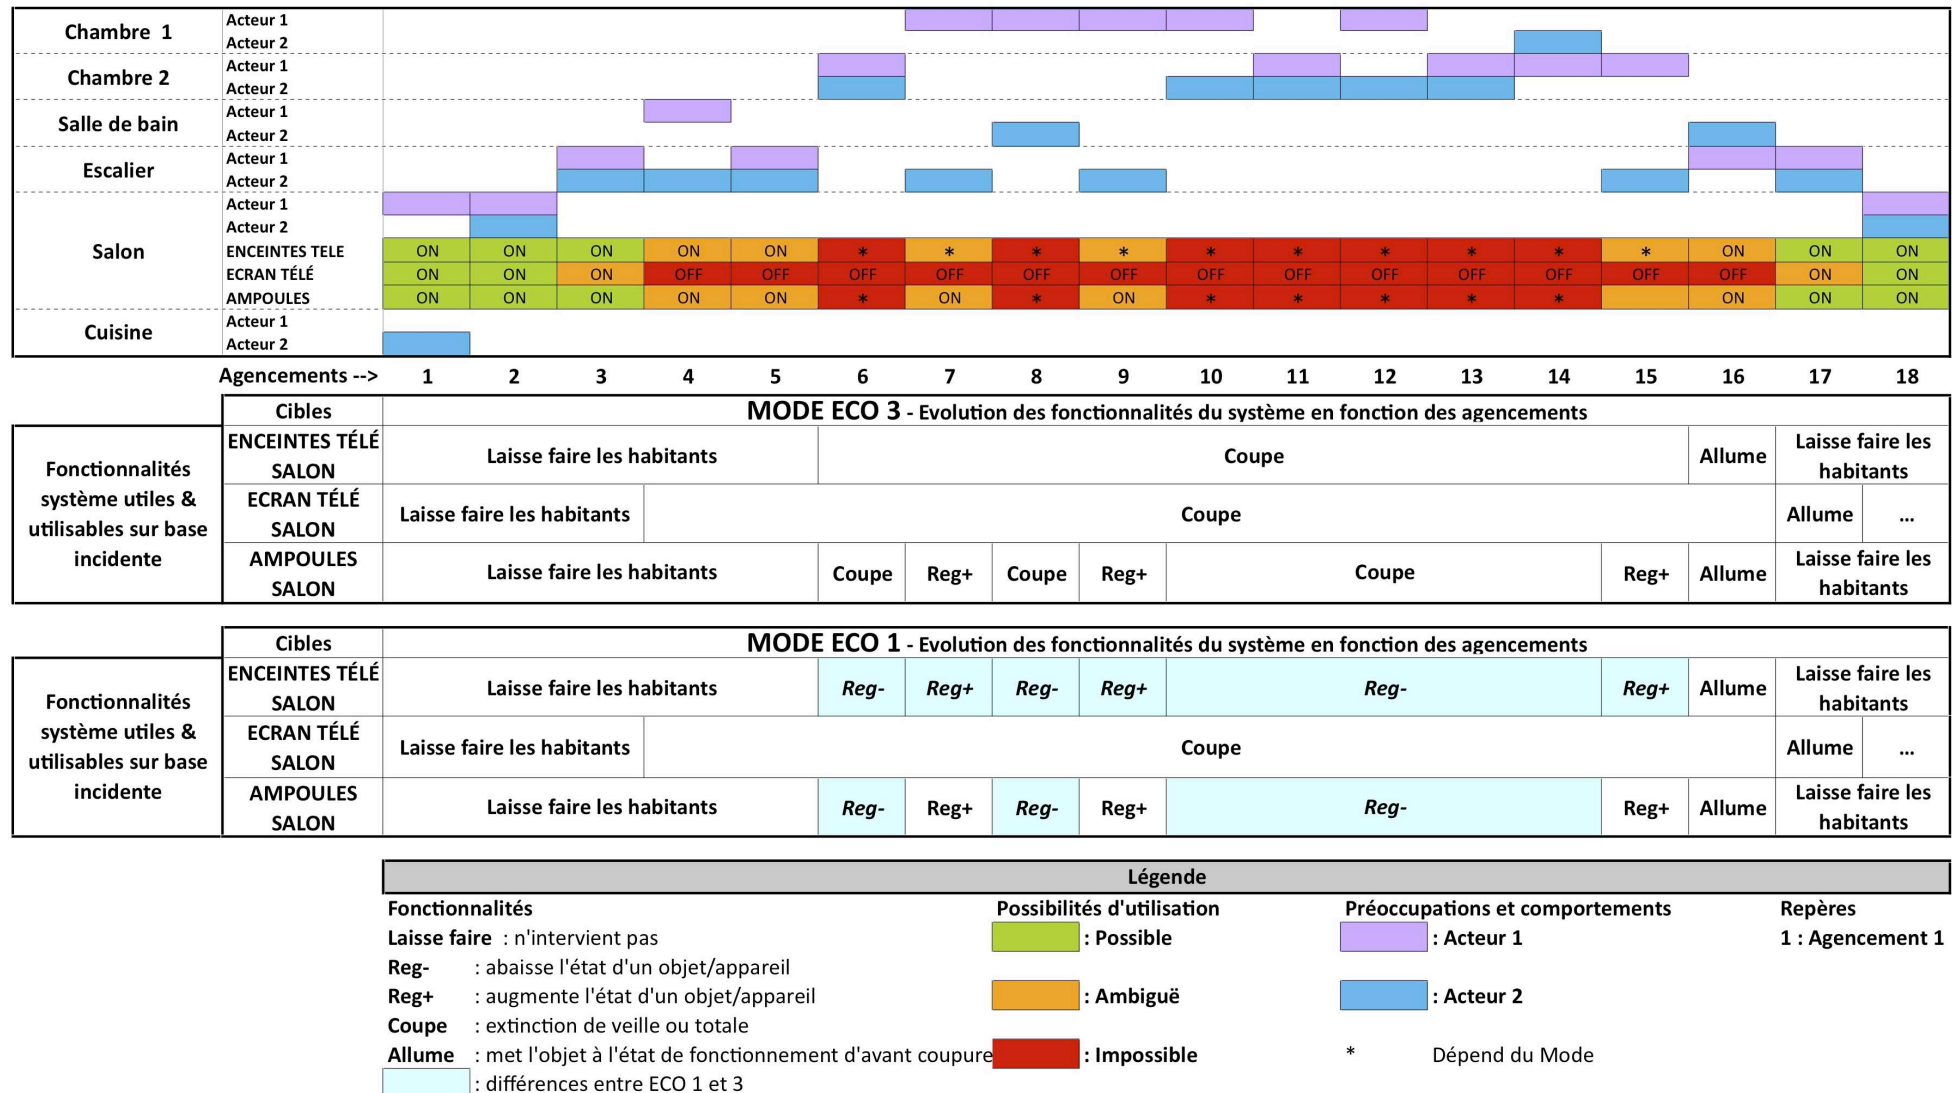 Chambre 1
Acteur 1
Acteur 2
Chambre 2
Acteur 1
Acteur 2
Salle de bain
Acteur 1
Acteur 2
Escalier
Acteur 1
Acteur 2
Salon
Acteur 1
Acteur 2
ENCEINTES TELE ON ON ON ON ON * * * * * * * * * * ON ON ON
ECRAN TÉLÉ ON ON ON OFF OFF OFF OFF OFF OFF OFF OFF OFF OFF OFF OFF OFF ON ON
AMPOULES ON ON ON ON ON * ON * ON * * * * * ON ON ON
Cuisine
Acteur 1
Acteur 2
Agencements --> 1 2 3 4 5 6 7 8 9 10 11 12 13 14 15 16 17 18
Cibles
MODE ECO 3 - Evolution des fonctionnalités du système en fonction des agencements
Fonctionnalités
système utiles &
utilisables sur base
incidente
ENCEINTES TÉLÉ
SALON
Laisse faire les habitants
Coupe
Allume
Laisse faire les
habitants
ECRAN TÉLÉ
SALON
Laisse faire les habitants
Coupe
Allume
...
AMPOULES
SALON
Laisse faire les habitants
Coupe
Reg+
Coupe
Reg+
Coupe
Reg+
Allume
Laisse faire les
habitants
Cibles
MODE ECO 1 - Evolution des fonctionnalités du système en fonction des agencements
Fonctionnalités
système utiles &
utilisables sur base
incidente
ENCEINTES TÉLÉ
SALON
Laisse faire les habitants
Reg-
Reg+
Reg-
Reg+
Reg-
Reg+
Allume
Laisse faire les
habitants
ECRAN TÉLÉ
SALON
Laisse faire les habitants
Coupe
Allume
...
AMPOULES
SALON
Laisse faire les habitants
Reg-
Reg+
Reg-
Reg+
Reg-
Reg+
Allume
Laisse faire les
habitants
Légende
Fonctionnalités
Laisse faire : n'intervient pas
Reg- : abaisse l'état d'un objet/appareil
Reg+ : augmente l'état d'un objet/appareil
Coupe : extinction de veille ou totale
Allume : met l'objet à l'état de fonctionnement d'avant coupure
: différences entre ECO 1 et 3
Possibilités d'utilisation
: Possible
: Ambiguë
: Impossible
Préoccupations et comportements
: Acteur 1
: Acteur 2
* Dépend du Mode
Repères
1 : Agencement 1